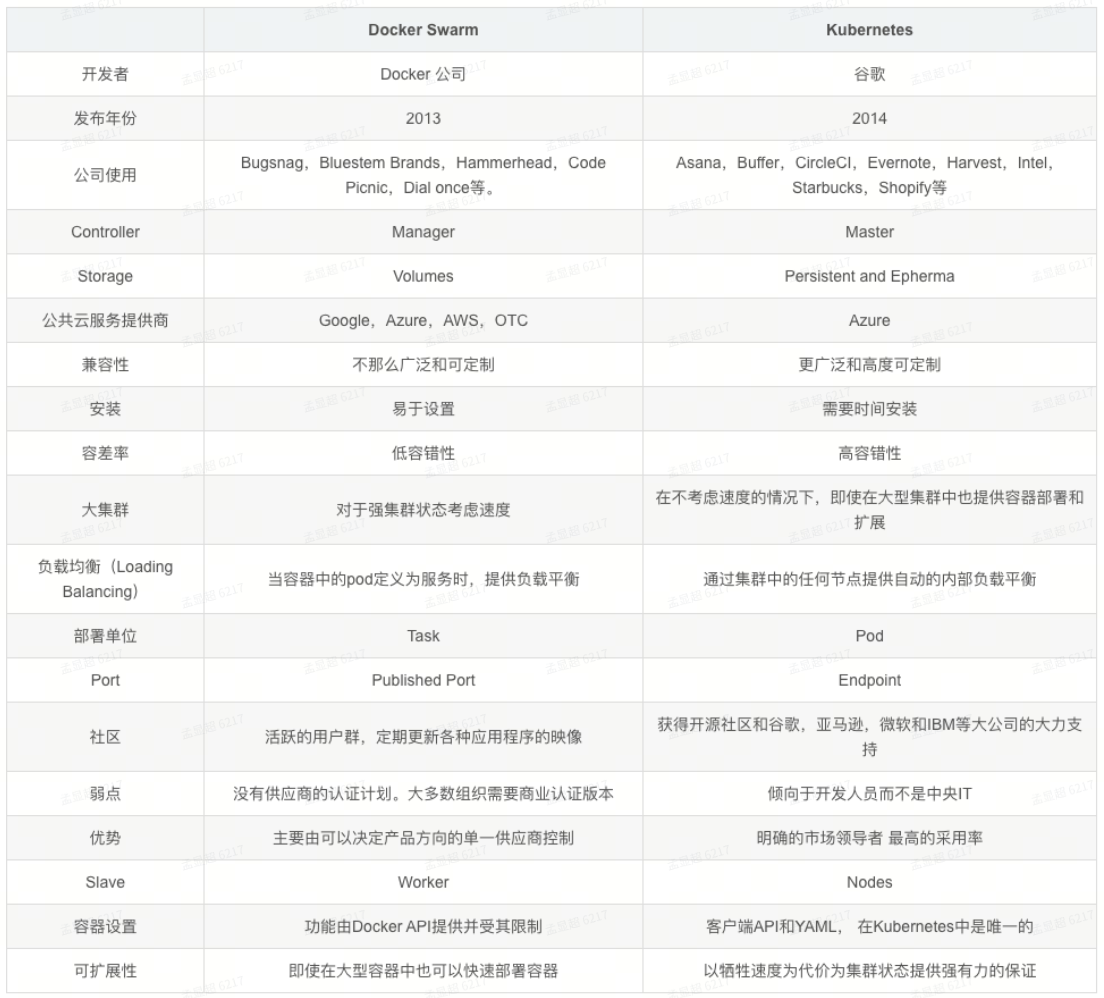 Docker Swarm Kubernetes
开发者 Docker 公司 谷歌
发布年份 2013 2014
公司使用 Bugsnag，Bluestem Brands，Hammerhead，Code Picnic，Dial once等。 Asana，Buffer，CircleCI，Evernote，Harvest，Intel，Starbucks，Shopify等
Controller Manager Master
Storage Volumes Persistent and Epherma
公共云服务提供商 Google，Azure，AWS，OTC Azure
兼容性 不那么广泛和可定制 更广泛和高度可定制
安装 易于设置 需要时间安装
容差率 低容错性 高容错性
大集群 对于强集群状态考虑速度 在不考虑速度的情况下，即使在大型集群中也提供容器部署和扩展
负载均衡（Loading Balancing） 当容器中的pod定义为服务时，提供负载平衡 通过集群中的任何节点提供自动的内部负载平衡
部署单位 Task Pod
Port Published Port Endpoint
社区 活跃的用户群，定期更新各种应用程序的映像 获得开源社区和谷歌，亚马逊，微软和IBM等大公司的大力支持
弱点 没有供应商的认证计划。大多数组织需要商业认证版本 倾向于开发人员而不是中央IT
优势 主要由可以决定产品方向的单一供应商控制 明确的市场领导者 最高的采用率
Slave Worker Nodes
容器设置 功能由Docker API提供并受其限制 客户端API和YAML， 在Kubernetes中是唯一的
可扩展性 即使在大型容器中也可以快速部署容器 以牺牲速度为代价为集群状态提供强有力的保证